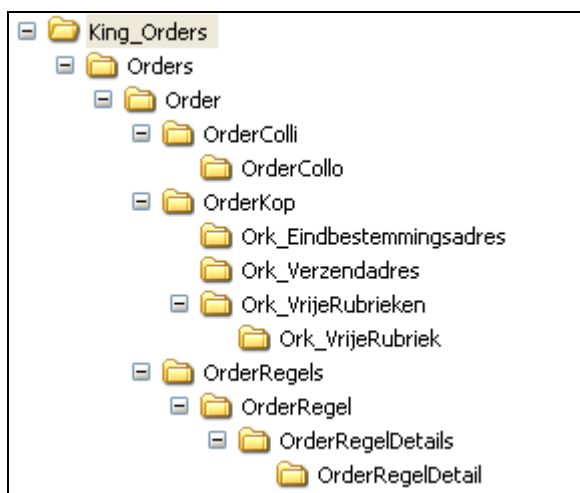 King_Orders
Orders
Order
OrderColli
OrderCollo
OrderKop
Ork_Eindbestemmingsadres
Ork_Verzendadres
Ork_VrijeRubrieken
Ork_VrijeRubriek
OrderRegels
OrderRegel
OrderRegelDetails
OrderRegelDetail